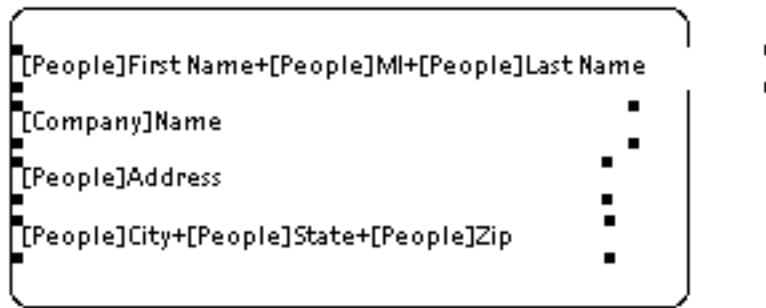 [People]First Name+[People]MI+[People]Last Name
[Company]Name
[People]Address
[People]City+[People]State+[People]Zip